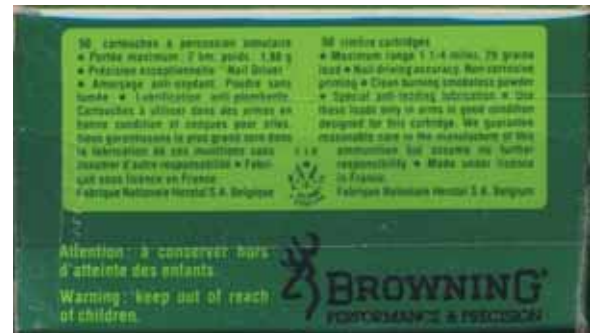 50 cartouches à percussion annulaire
• Portée maximum: 2 km, poids: 1,88 g
• Précision exceptionnelle "Nail Driver"
• Amorçage anti-oxydant. Poudre sans
fumée • Lubrification anti-plombante.
Cartouches à utiliser dans des armes en
bonne condition et conçues pour elles.
Nous garantissons le plus grand soin dans
la fabrication de ces munitions sans
assumer d'autre responsabilité • Fabri-
qué sous licence en France
Fabrique Nationale Herstal S.A. Belgique
50 rimfire cartridges
• Maximum range 1 1/4 miles, 29 grains
lead • Nail driving accuracy. Non corrosive
priming • Clean burning smokeless powder
• Special anti-leading lubrication • Use
these loads only in arms in good condition
designed for this cartridge. We guarantee
reasonable care in the manufacture of this
ammunition but assume no further
responsibility • Made under licence
in France.
Fabrique Nationale Herstal S.A. Belgium
Attention: à conserver hors
d'atteinte des enfants
Warning: keep out of reach
of children.
BROWNING
PERFORMANCE & PRECISION